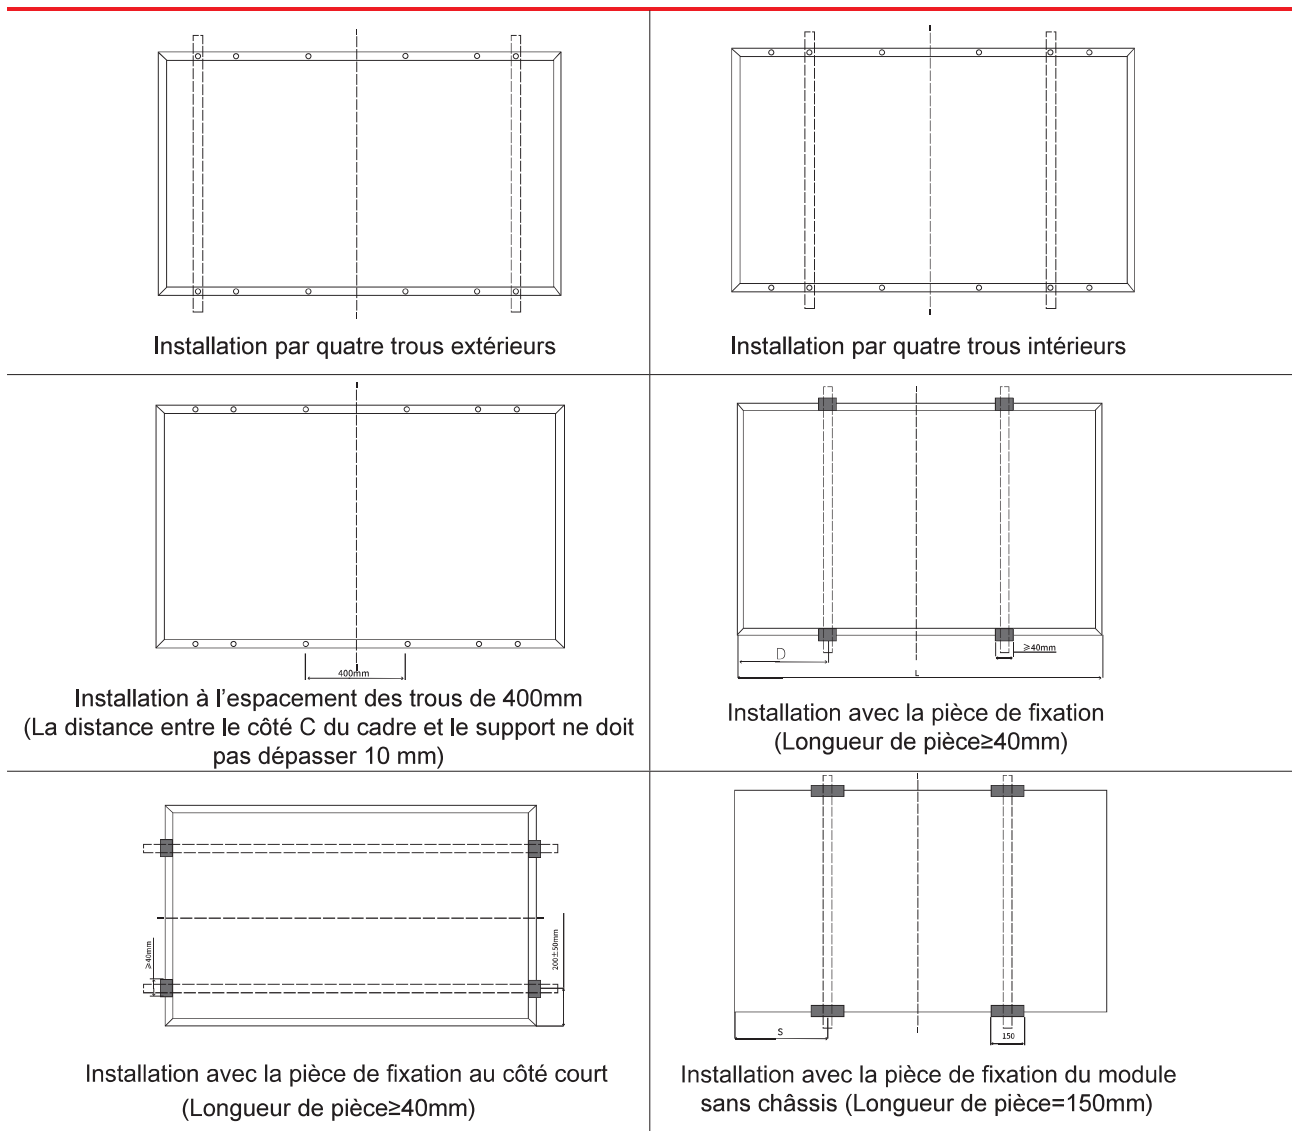 Installation par quatre trous extérieurs
Installation par quatre trous intérieurs
400mm
Installation à l'espacement des trous de 400mm
(La distance entre le côté C du cadre et le support ne doit
pas dépasser 10 mm)
D
≥40mm
L
Installation avec la pièce de fixation
(Longueur de pièce≥40mm)
≥40mm
200±50mm
Installation avec la pièce de fixation au côté court
(Longueur de pièce≥40mm)
S
150
Installation avec la pièce de fixation du module
sans châssis (Longueur de pièce=150mm)